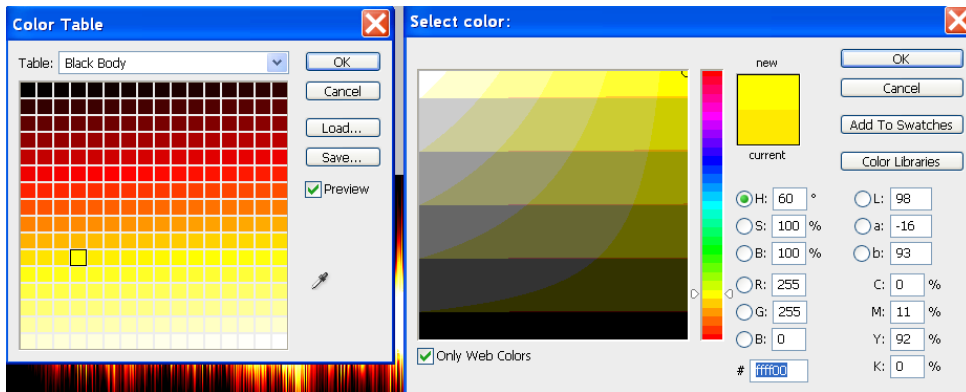 Color Table
Table: Black Body
OK
Cancel
Load...
Save...
Preview
Select color:
new
current
OK
Cancel
Add To Swatches
Color Libraries
H: 60 °
S: 100 %
B: 100 %
R: 255
G: 255
B: 0
# ffff00
L: 98
a: -16
b: 93
C: 0 %
M: 11 %
Y: 92 %
K: 0 %
Only Web Colors